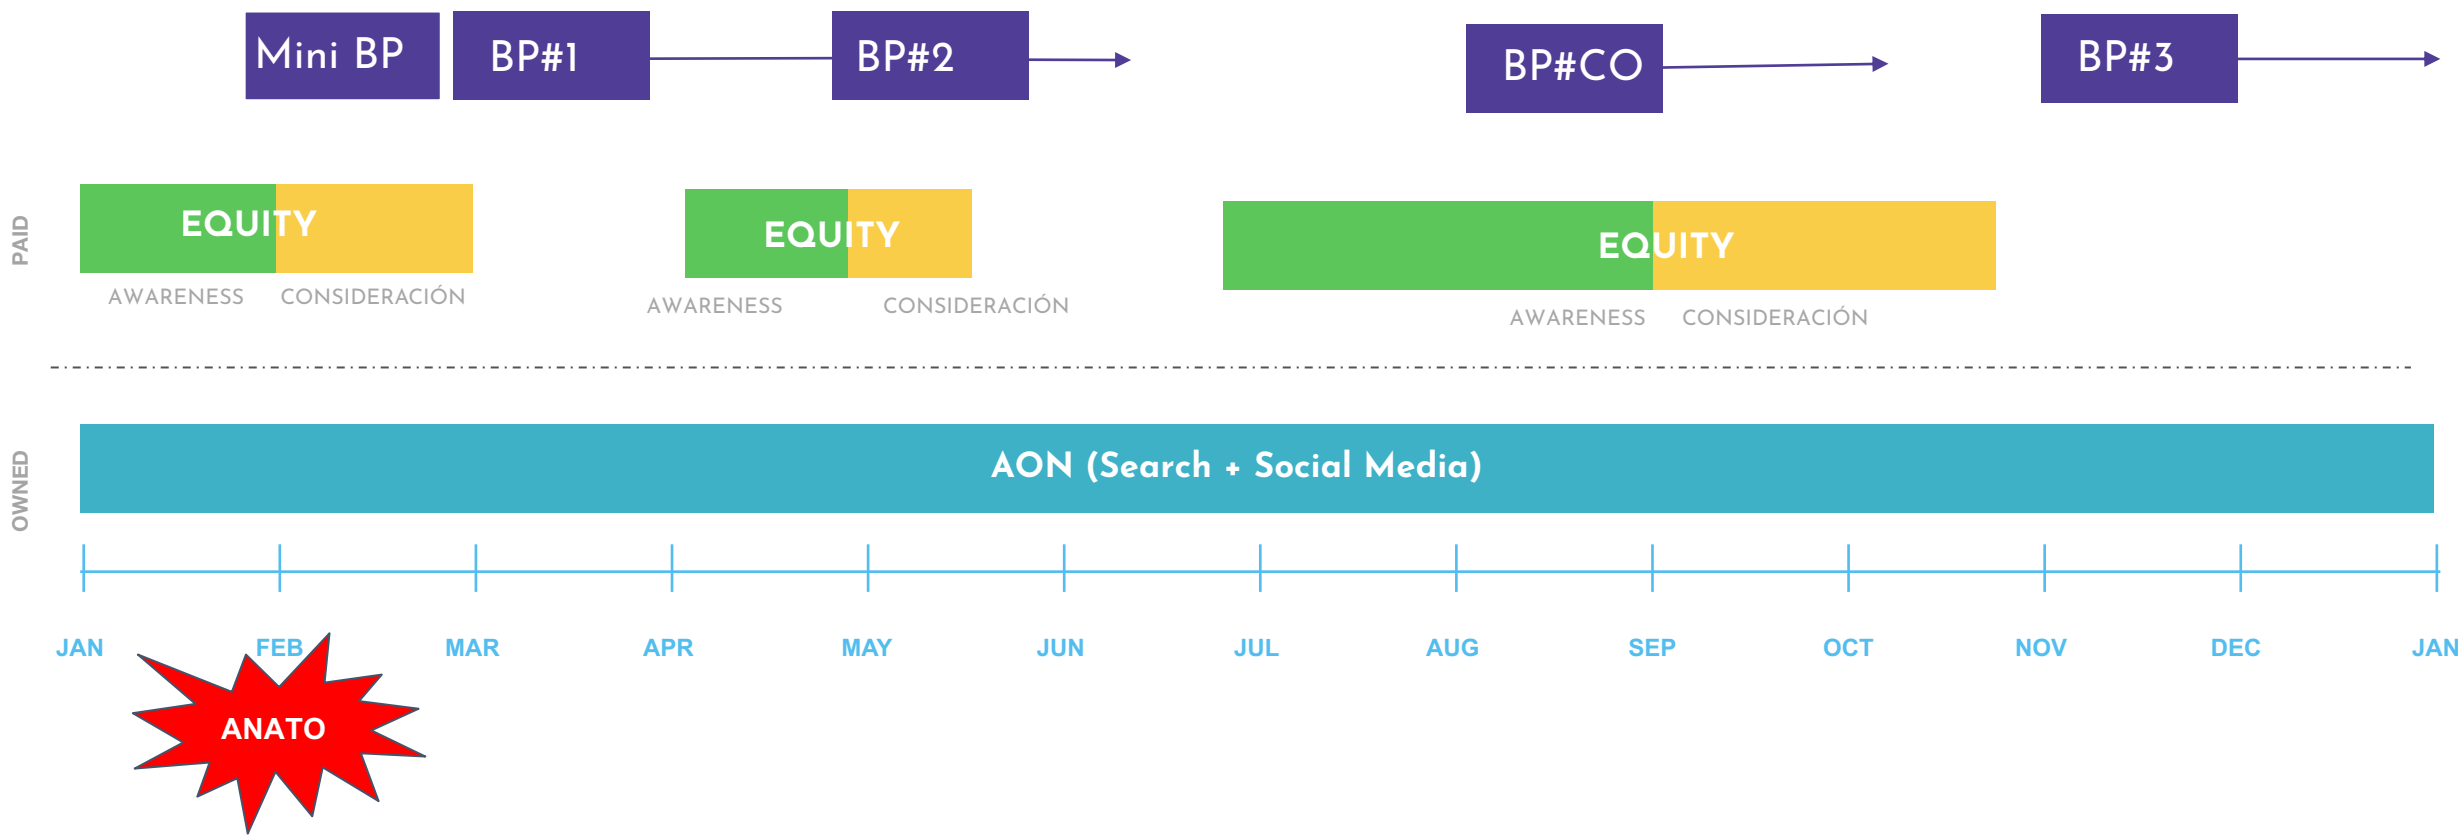 Mini BP
BP#1
BP#2
BP#CO
BP#3
PAID
EQUITY
AWARENESS
CONSIDERACIÓN
EQUITY
AWARENESS
CONSIDERACIÓN
EQUITY
AWARENESS
CONSIDERACIÓN
OWNED
AON (Search + Social Media)
JAN
FEB
MAR
APR
MAY
JUN
JUL
AUG
SEP
OCT
NOV
DEC
JAN
ANATO